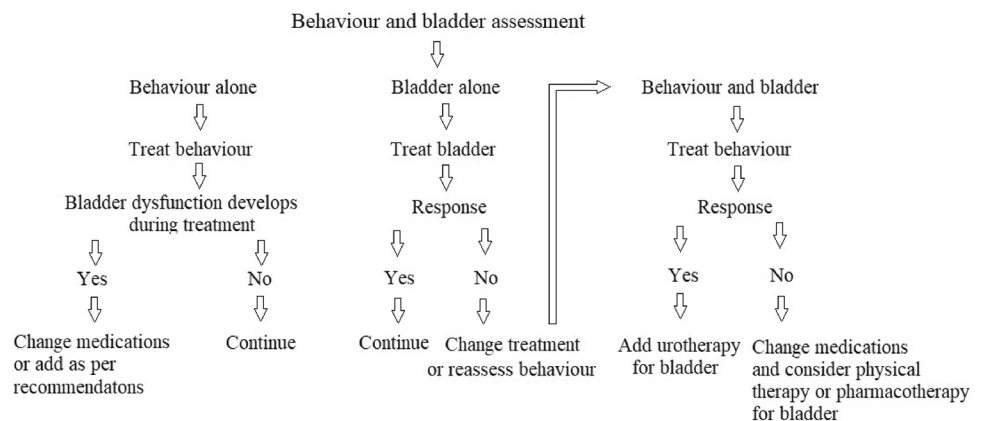 Behaviour and bladder assessment
Behaviour alone
Bladder alone
Behaviour and bladder
Treat behaviour
Treat bladder
Treat behaviour
Bladder dysfunction develops
during treatment
Response
Response
Yes
No
Yes
No
Yes
No
Change medications
or add as per
recommendatons
Continue
Continue
Change treatment
or reassess behaviour
Add urotherapy
for bladder
Change medications
and consider physical
therapy or pharmacotherapy
for bladder